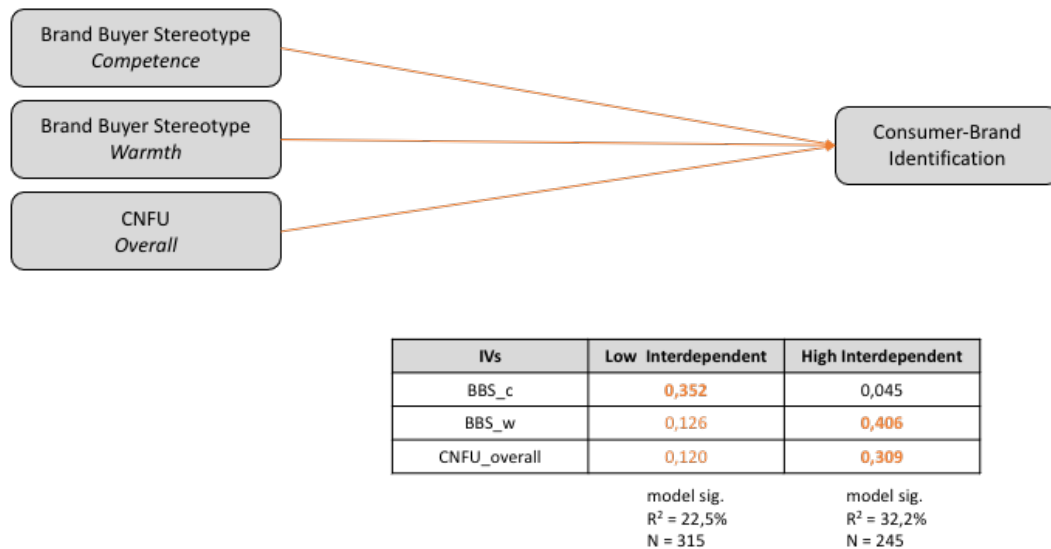 Brand Buyer Stereotype
Competence
Brand Buyer Stereotype
Warmth
CNFU
Overall
Consumer-Brand
Identification
IVs Low Interdependent High Interdependent
BBS_c 0,352 0,045
BBS_w 0,126 0,406
CNFU_overall 0,120 0,309
model sig. model sig.
R² = 22,5% R² = 32,2%
N = 315 N = 245